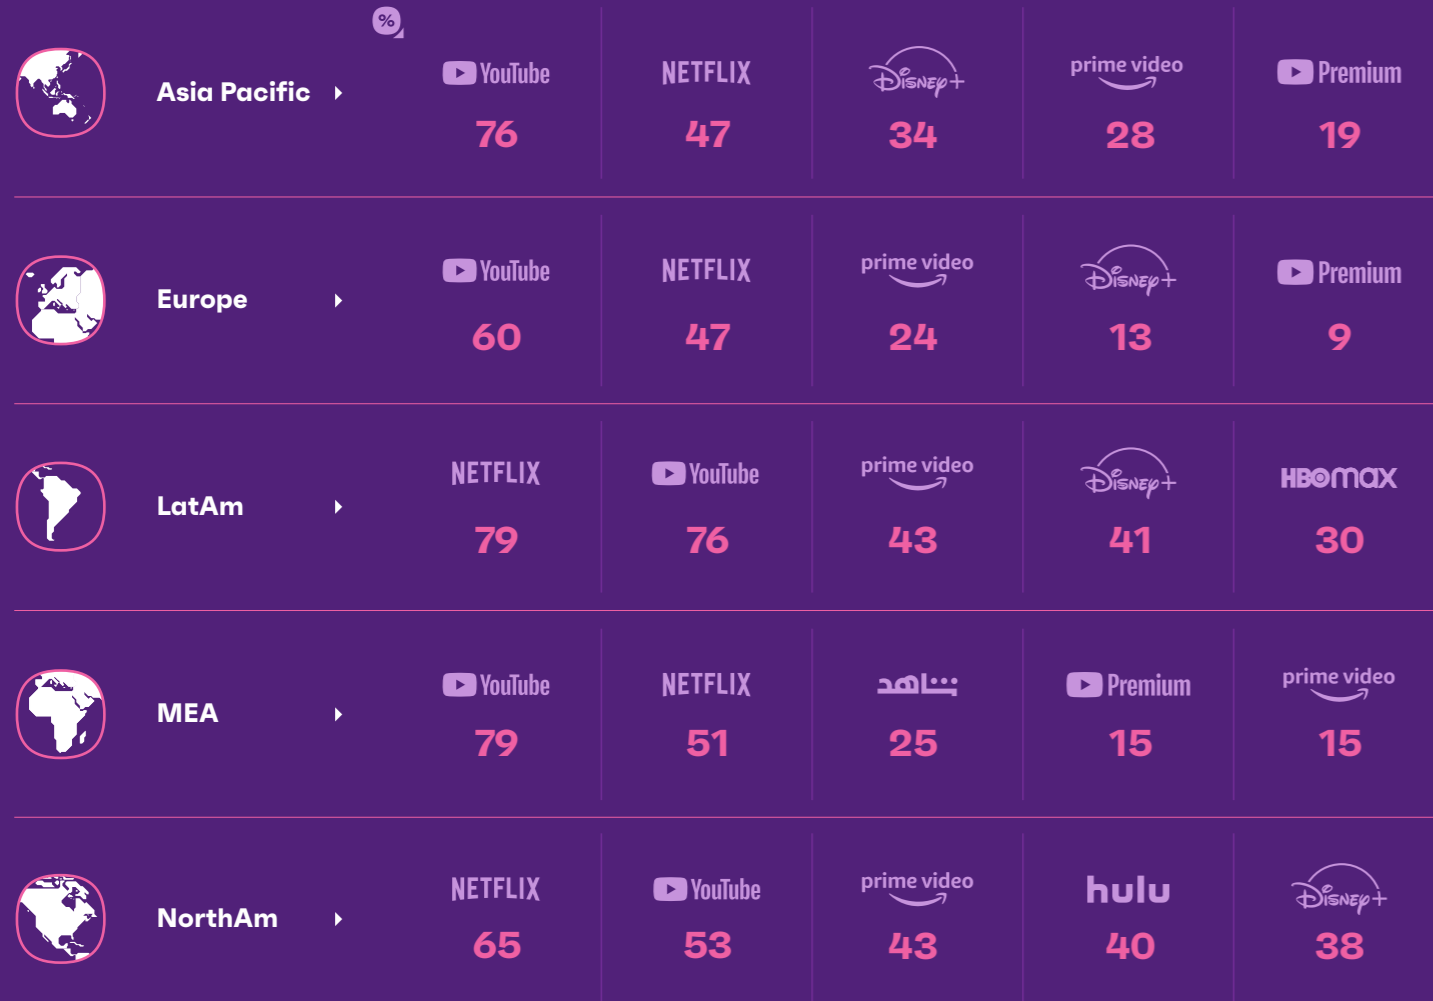 %
Asia Pacific
YouTube
NETFLIX
Disney+
prime video
Premium
76
47
34
28
19
Europe
YouTube
NETFLIX
prime video
Disney+
Premium
60
47
24
13
9
LatAm
NETFLIX
YouTube
prime video
Disney+
HBOmax
79
76
43
41
30
MEA
YouTube
NETFLIX
شاهد
Premium
prime video
79
51
25
15
15
NorthAm
NETFLIX
YouTube
prime video
hulu
Disney+
65
53
43
40
38